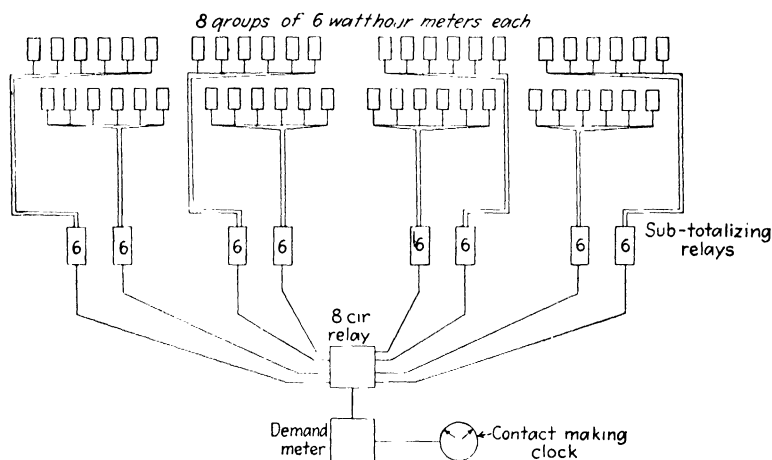 8 groups of 6 watthour meters each
6 6 6 6 6 6 6 6
Sub-totalizing
relays
8 cir
relay
Demand
meter
Contact making
clock